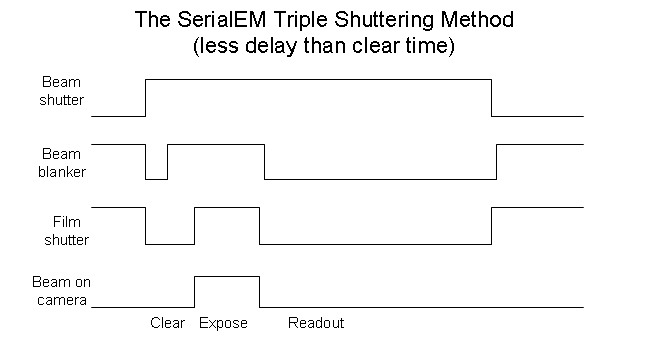 The SerialEM Triple Shuttering Method
(less delay than clear time)
Beam
shutter
Beam
blanker
Film
shutter
Beam on
camera
Clear Expose Readout